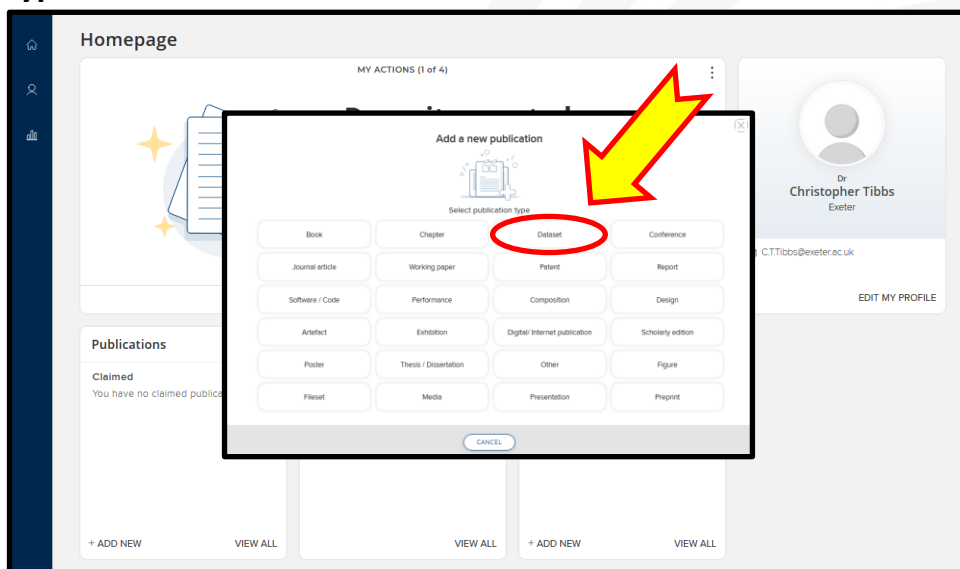 Homepage
MY ACTIONS (1 of 4)
Add a new publication
Select publication type
Book Chapter Dataset Conference
Journal article Working paper Patent Report
Software / Code Performance Composition Design
Artefact Exhibition Digital/ Internet publication Scholarly edition
Poster Thesis / Dissertation Other Figure
Fileset Media Presentation Preprint
CANCEL
Dr
Christopher Tibbs
Exeter
C.T.Tibbs@exeter.ac.uk
EDIT MY PROFILE
Publications
Claimed
You have no claimed
+ ADD NEW VIEW ALL
VIEW ALL
+ ADD NEW VIEW ALL